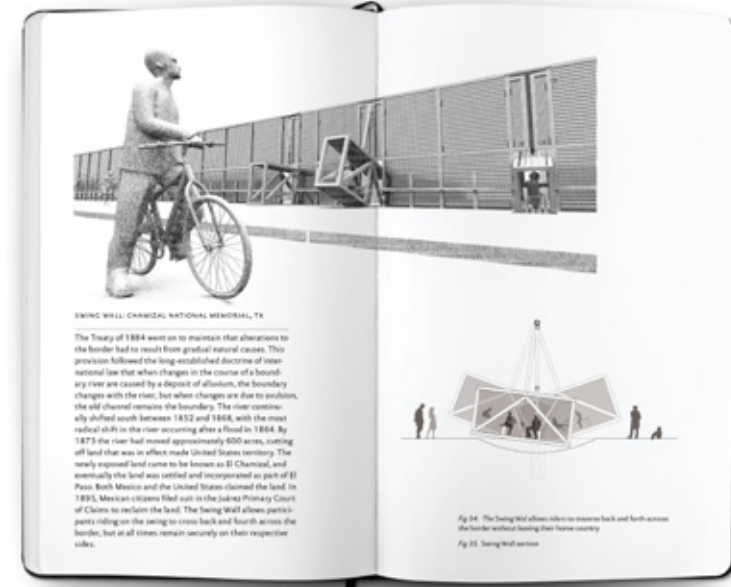 SWING WALL: CHAMIZAL NATIONAL MEMORIAL, TX
The Treaty of 1884 went on to maintain that alterations to
the border had to result from gradual natural causes. This
provision followed the long-established doctrine of inter-
national law that when changes in the course of a bound-
ary river are caused by a deposit of alluvium, the boundary
changes with the river, but when changes are due to avulsion,
the old channel remains the boundary. The river continu-
ally shifted south between 1852 and 1868, with the most
radical shift in the river occurring after a flood in 1864. By
1873 the river had moved approximately 600 acres, cutting
off land that was in effect made United States territory. The
newly exposed land came to be known as El Chamizal, and
eventually the land was settled and incorporated as part of El
Paso. Both Mexico and the United States claimed the land. In
1895, Mexican citizens filed suit in the Juárez Primary Court
of Claims to reclaim the land. The Swing Wall allows partici-
pants riding on the swing to cross back and fourth across the
border, but at all times remain securely on their respective
sides.
Fig 34. The Swing Wall allows riders to traverse back and forth across
the border without leaving their home country
Fig 35. Swing Wall section